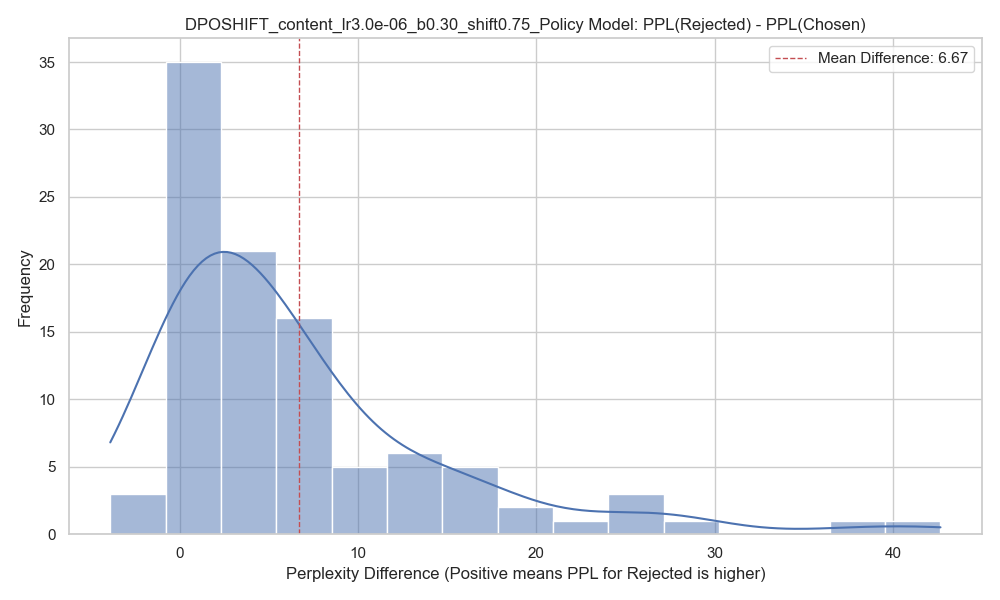 DPOSHIFT_content_lr3.0e-06_b0.30_shift0.75_Policy Model: PPL(Rejected) - PPL(Chosen)
Mean Difference: 6.67
Frequency
35
30
25
20
15
10
5
0
0 10 20 30 40
Perplexity Difference (Positive means PPL for Rejected is higher)